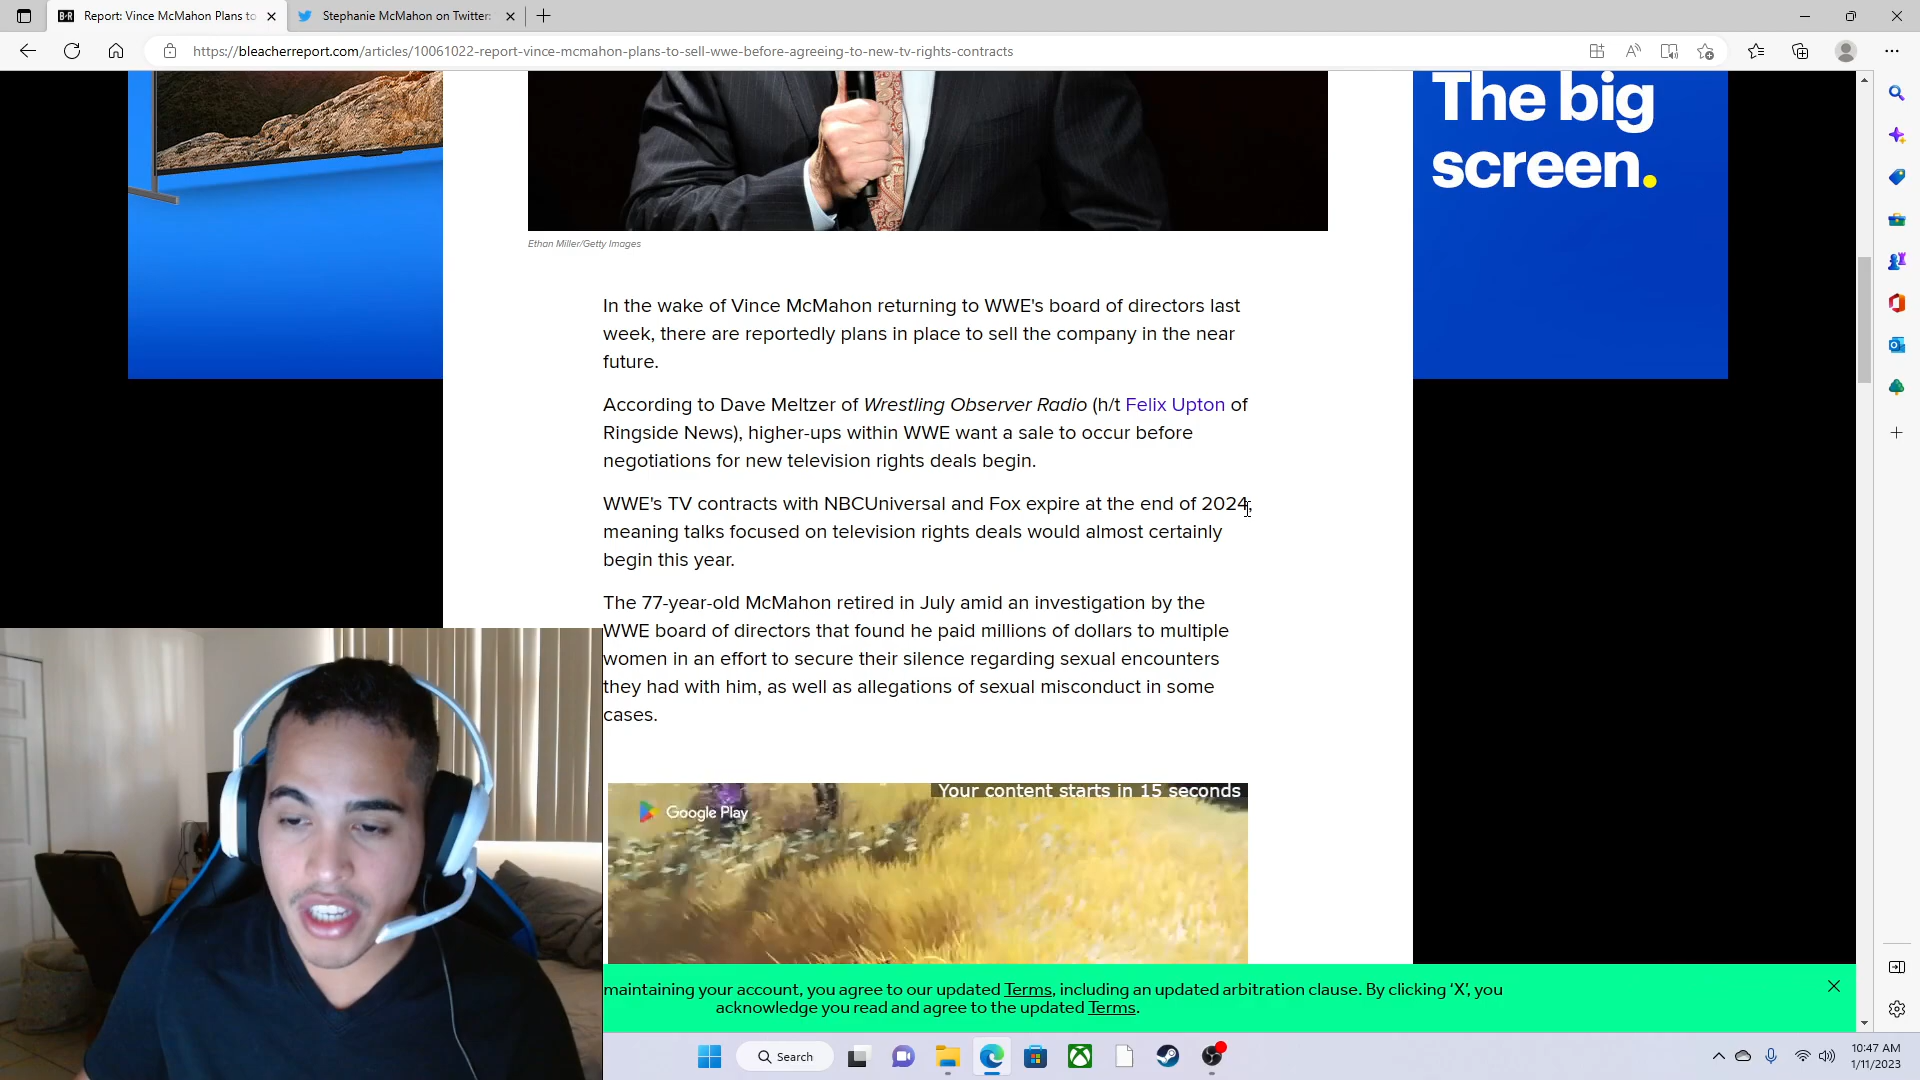 B/R Report: Vince McMahon Plans to
Stephanie McMahon on Twitter:
https://bleacherreport.com/articles/10061022-report-vince-mcmahon-plans-to-sell-wwe-before-agreeing-to-new-tv-rights-contracts
The big
screen.
Ethan Miller/Getty Images
In the wake of Vince McMahon returning to WWE's board of directors last
week, there are reportedly plans in place to sell the company in the near
future.
According to Dave Meltzer of Wrestling Observer Radio (h/t Felix Upton of
Ringside News), higher-ups within WWE want a sale to occur before
negotiations for new television rights deals begin.
WWE's TV contracts with NBCUniversal and Fox expire at the end of 2024,
meaning talks focused on television rights deals would almost certainly
begin this year.
The 77-year-old McMahon retired in July amid an investigation by the
WWE board of directors that found he paid millions of dollars to multiple
women in an effort to secure their silence regarding sexual encounters
they had with him, as well as allegations of sexual misconduct in some
cases.
Your content starts in 15 seconds
Google Play
maintaining your account, you agree to our updated Terms, including an updated arbitration clause. By clicking 'X', you
acknowledge you read and agree to the updated Terms.
Search
10:47 AM
1/11/2023